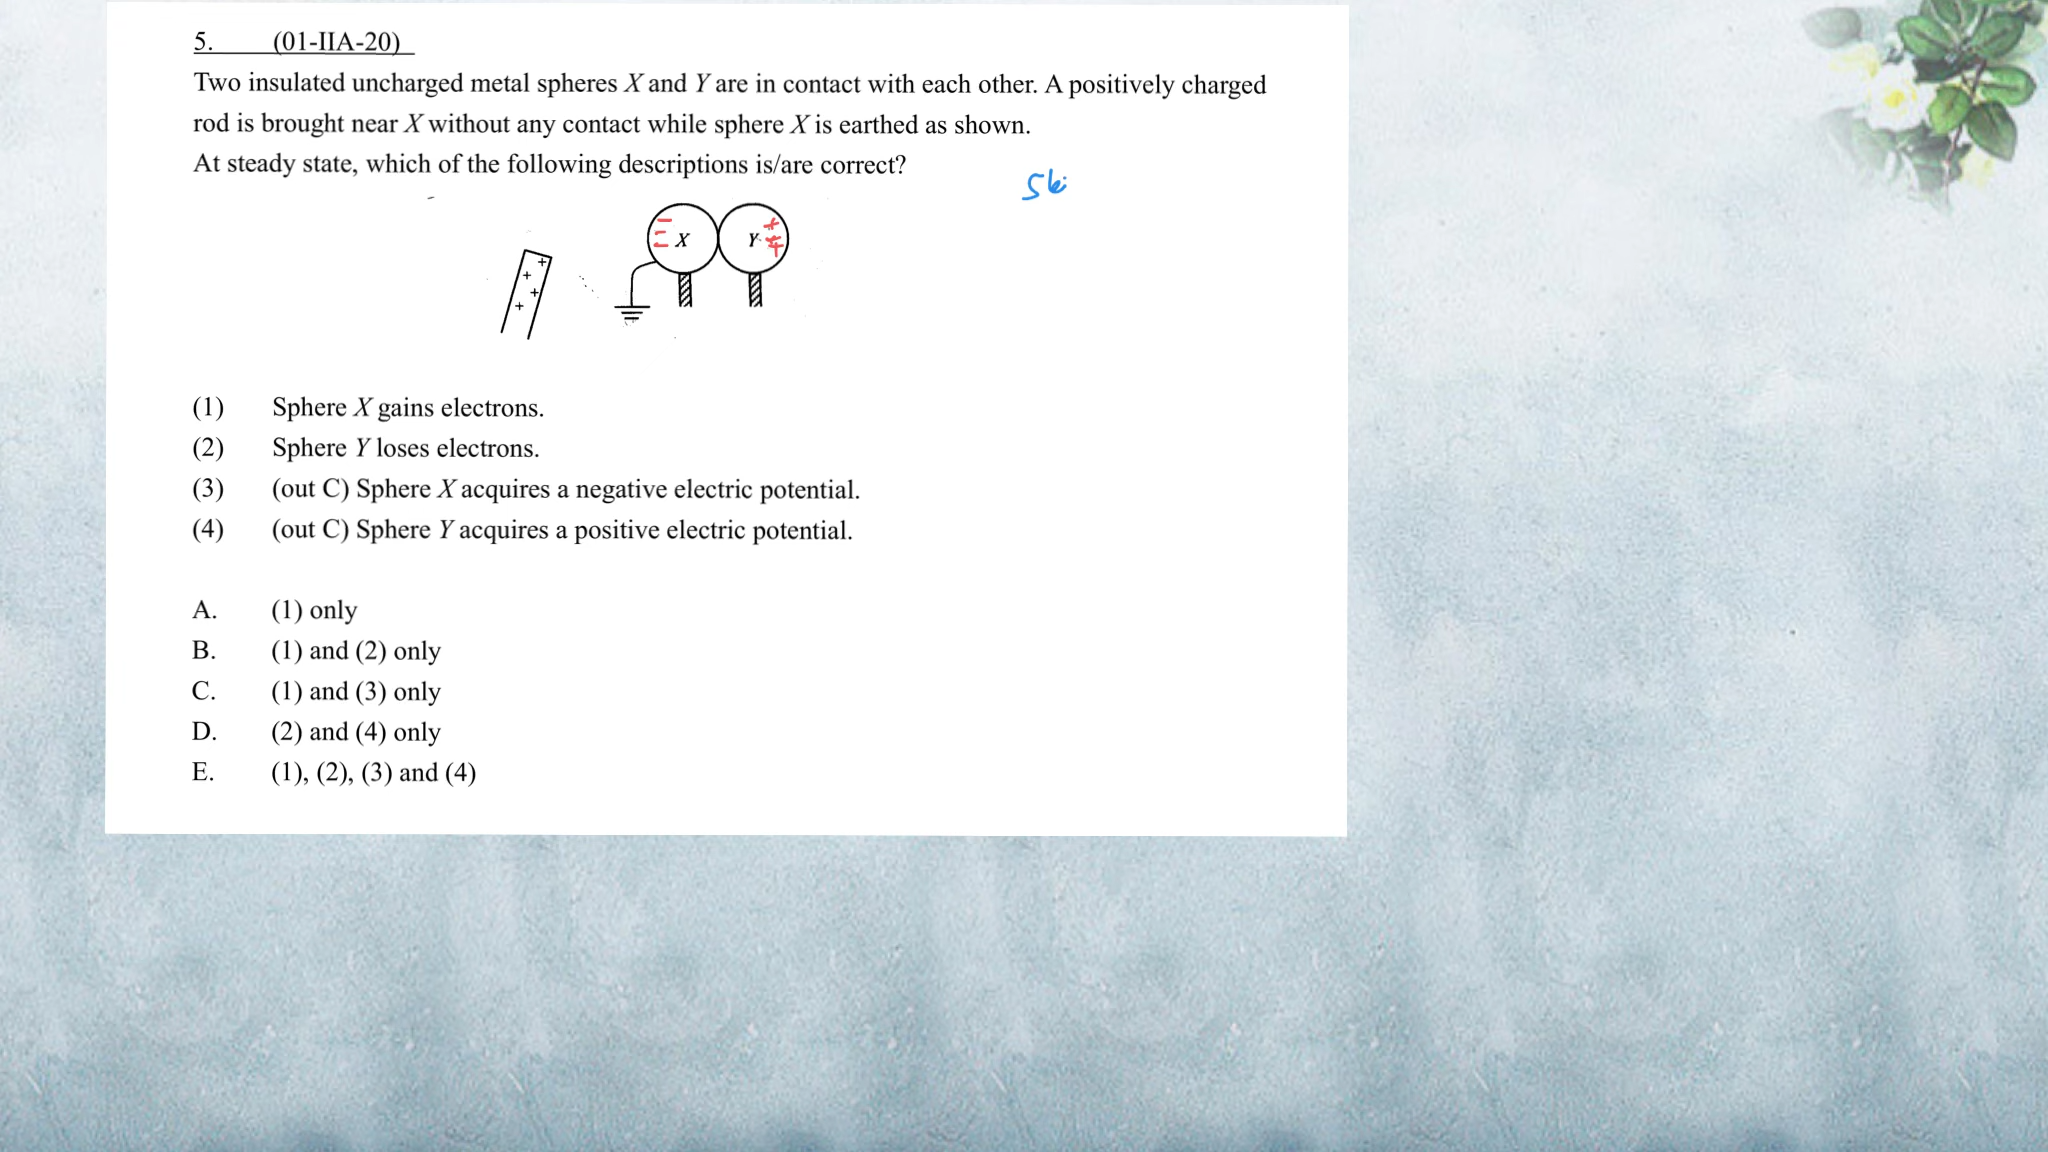 5. (01-IIA-20)
Two insulated uncharged metal spheres X and Y are in contact with each other. A positively charged
rod is brought near X without any contact while sphere X is earthed as shown.
At steady state, which of the following descriptions is/are correct?
X Y
(1) Sphere X gains electrons.
(2) Sphere Y loses electrons.
(3) (out C) Sphere X acquires a negative electric potential.
(4) (out C) Sphere Y acquires a positive electric potential.
A. (1) only
B. (1) and (2) only
C. (1) and (3) only
D. (2) and (4) only
E. (1), (2), (3) and (4)